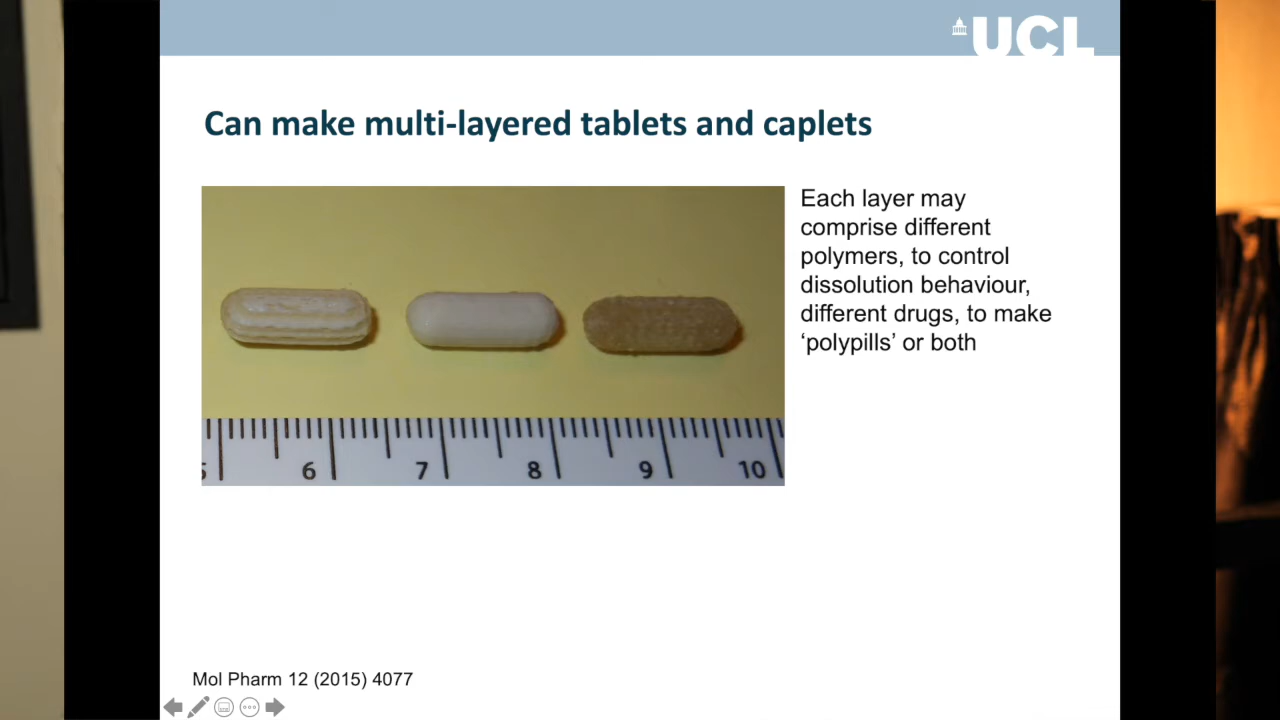 UCL
Can make multi-layered tablets and caplets
Each layer may
comprise different
polymers, to control
dissolution behaviour,
different drugs, to make
‘polypills’ or both
5 6 7 8 9 10
Mol Pharm 12 (2015) 4077